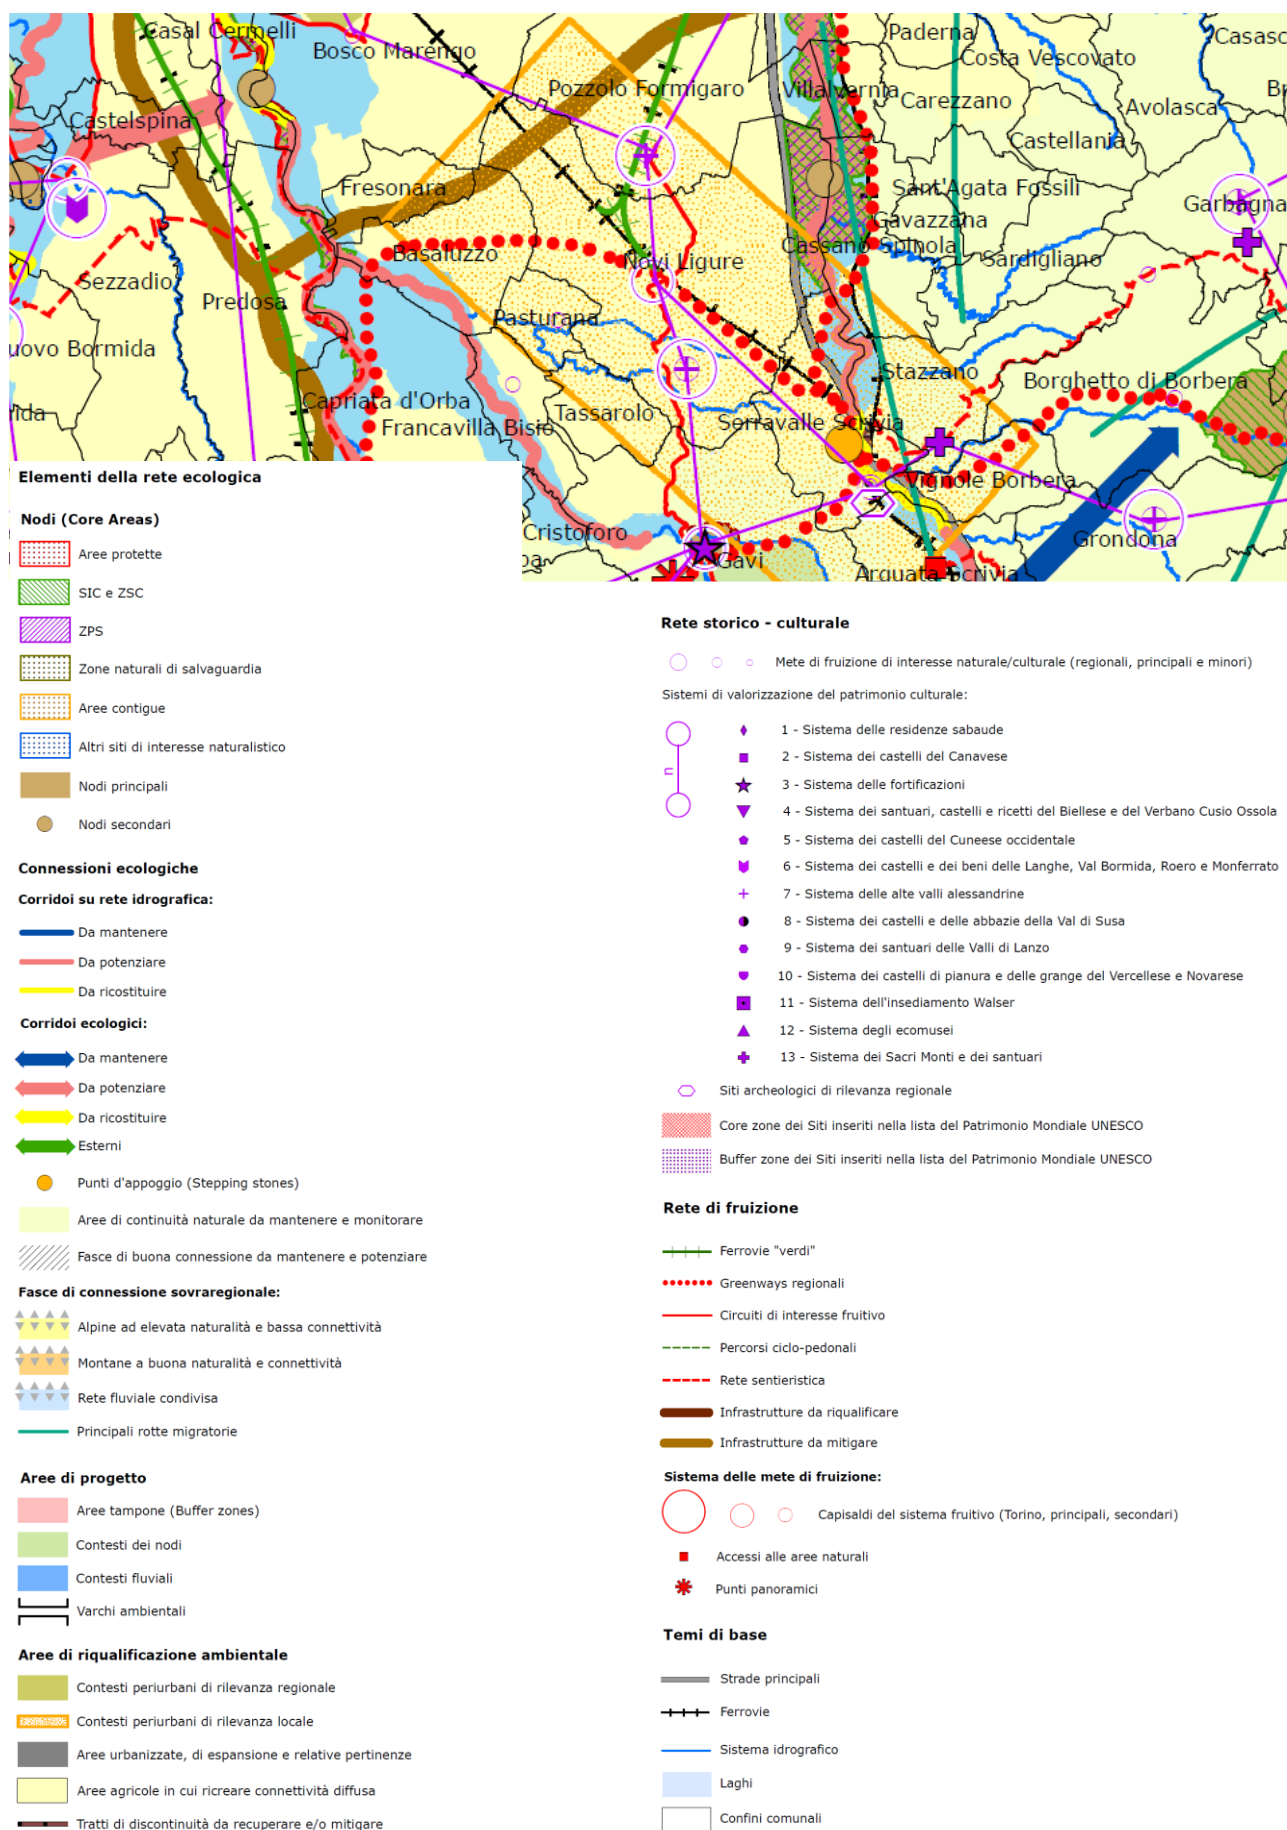 Casal Cermelli
Bosco Marengo
Paderna
Costa Vescovato
Casasc
Pozzolo Formigaro
Villalvernia
Carezzano
Avolasca
Br
Castelspina
Castellania
Fresonara
Sant'Agata Fossili
Garbagna
Gavazzana
Basaluzzo
Cassano Spinola
Sardigliano
Novi Ligure
Sezzadio
Predosa
Pasturana
uovo Bormida
Stazzano
Borghetto di Borbera
ida
Capriata d'Orba
Tassarolo
Serravalle Scrivia
Francavilla Bisio
Vignole Borbera
Cristoforo
Grondona
ba
Gavi
Arquata Scrivia
Elementi della rete ecologica
Nodi (Core Areas)
Aree protette
SIC e ZSC
ZPS
Zone naturali di salvaguardia
Aree contigue
Altri siti di interesse naturalistico
Nodi principali
Nodi secondari
Connessioni ecologiche
Corridoi su rete idrografica:
Da mantenere
Da potenziare
Da ricostituire
Corridoi ecologici:
Da mantenere
Da potenziare
Da ricostituire
Esterni
Punti d'appoggio (Stepping stones)
Aree di continuità naturale da mantenere e monitorare
Fasce di buona connessione da mantenere e potenziare
Fasce di connessione sovraregionale:
Alpine ad elevata naturalità e bassa connettività
Montane a buona naturalità e connettività
Rete fluviale condivisa
Principali rotte migratorie
Aree di progetto
Aree tampone (Buffer zones)
Contesti dei nodi
Contesti fluviali
Varchi ambientali
Aree di riqualificazione ambientale
Contesti periurbani di rilevanza regionale
Contesti periurbani di rilevanza locale
Aree urbanizzate, di espansione e relative pertinenze
Aree agricole in cui ricreare connettività diffusa
Tratti di discontinuità da recuperare e/o mitigare
Rete storico - culturale
Mete di fruizione di interesse naturale/culturale (regionali, principali e minori)
Sistemi di valorizzazione del patrimonio culturale:
n
1 - Sistema delle residenze sabaude
2 - Sistema dei castelli del Canavese
3 - Sistema delle fortificazioni
4 - Sistema dei santuari, castelli e ricetti del Biellese e del Verbano Cusio Ossola
5 - Sistema dei castelli del Cuneese occidentale
6 - Sistema dei castelli e dei beni delle Langhe, Val Bormida, Roero e Monferrato
7 - Sistema delle alte valli alessandrine
8 - Sistema dei castelli e delle abbazie della Val di Susa
9 - Sistema dei santuari delle Valli di Lanzo
10 - Sistema dei castelli di pianura e delle grange del Vercellese e Novarese
11 - Sistema dell'insediamento Walser
12 - Sistema degli ecomusei
13 - Sistema dei Sacri Monti e dei santuari
Siti archeologici di rilevanza regionale
Core zone dei Siti inseriti nella lista del Patrimonio Mondiale UNESCO
Buffer zone dei Siti inseriti nella lista del Patrimonio Mondiale UNESCO
Rete di fruizione
Ferrovie "verdi"
Greenways regionali
Circuiti di interesse fruitivo
Percorsi ciclo-pedonali
Rete sentieristica
Infrastrutture da riqualificare
Infrastrutture da mitigare
Sistema delle mete di fruizione:
Capisaldi del sistema fruitivo (Torino, principali, secondari)
Accessi alle aree naturali
Punti panoramici
Temi di base
Strade principali
Ferrovie
Sistema idrografico
Laghi
Confini comunali